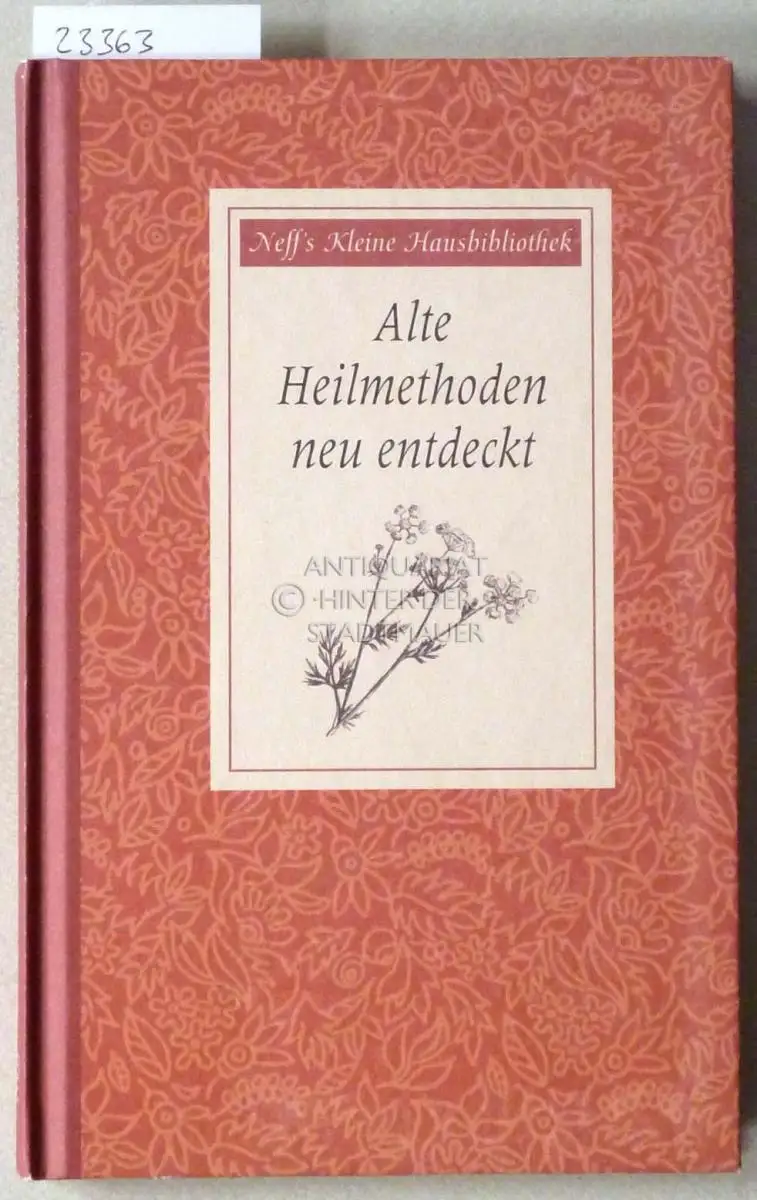 23363
Neff's Kleine Hausbibliothek
Alte
Heilmethoden
neu entdeckt
ANTIQUARIAT
© ·HINTER·DER·
STADTMAUER